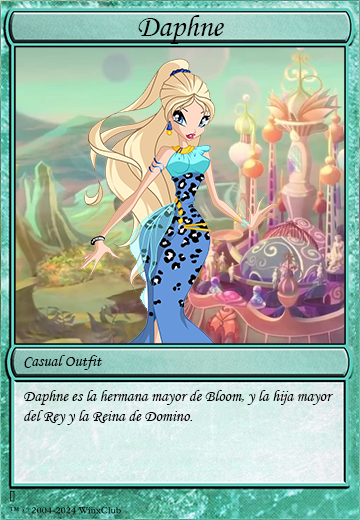 Daphne
Casual Outfit
Daphne es la hermana mayor de Bloom, y la hija mayor
del Rey y la Reina de Domino.
™ © 2004-2024 WinxClub